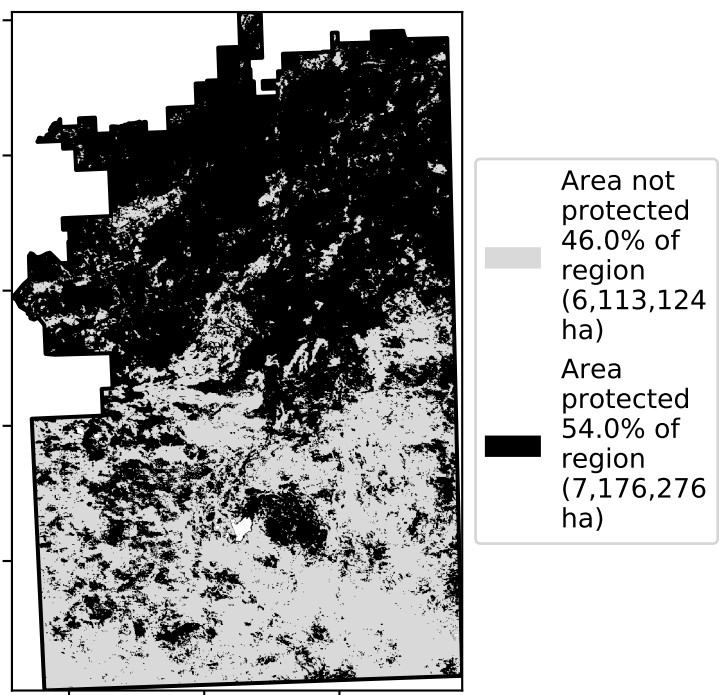 Area not
protected
46.0% of
region
(6,113,124
ha)
Area
protected
54.0% of
region
(7,176,276
ha)